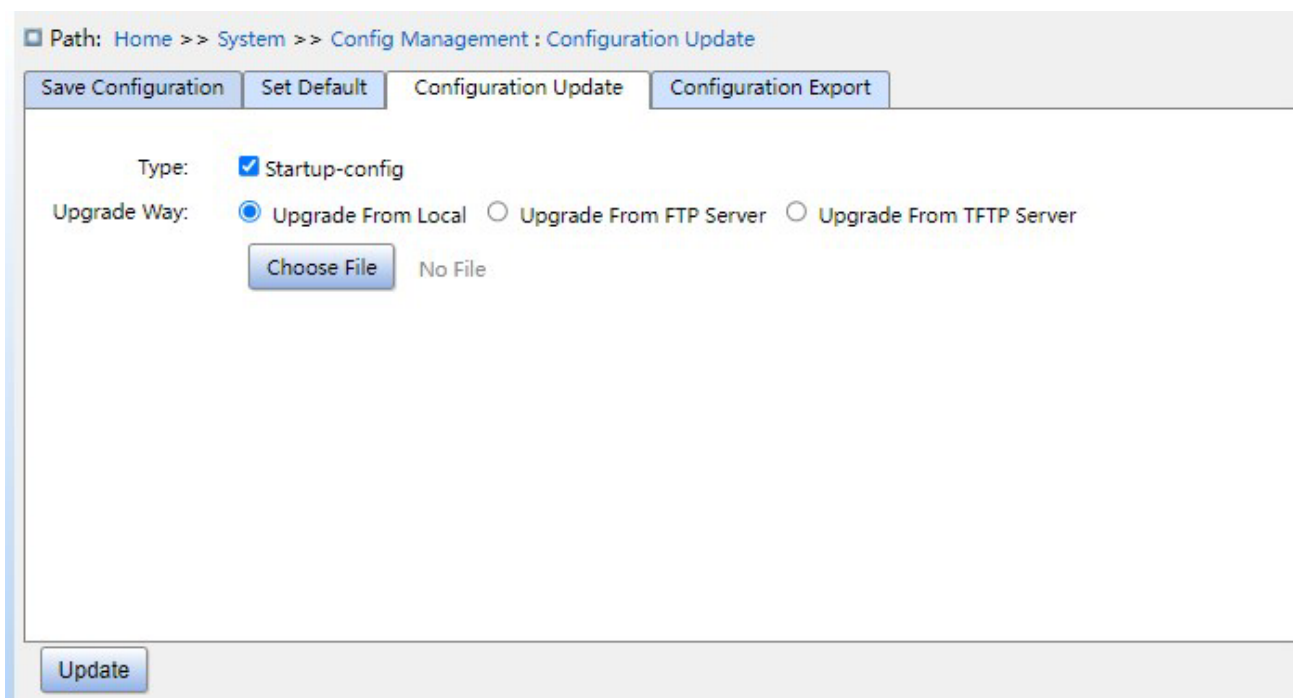 Path: Home >> System >> Config Management : Configuration Update
Save Configuration Set Default Configuration Update Configuration Export
Type: Startup-config
Upgrade Way: Upgrade From Local Upgrade From FTP Server Upgrade From TFTP Server
Choose File No File
Update